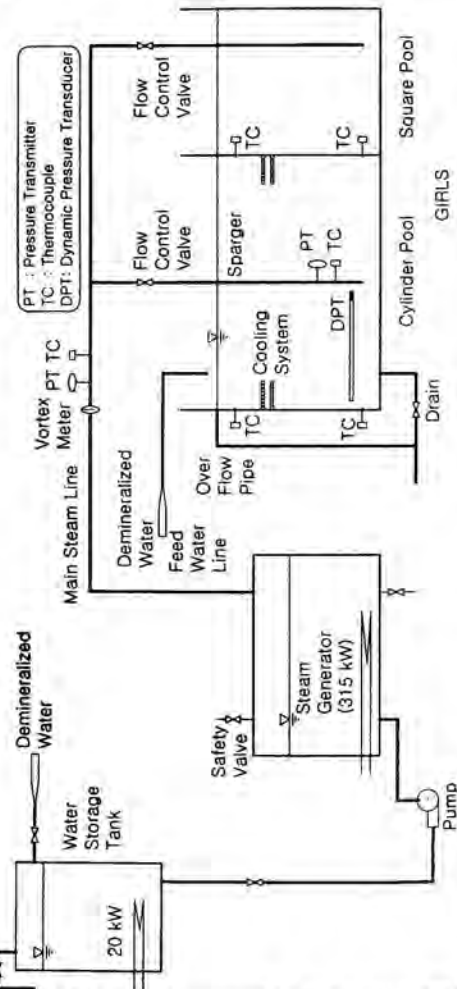 PT : Pressure Transmitter
TC : Thermocouple
DPT: Dynamic Pressure Transducer
Demineralized
Water
Water
Storage
Tank
20 kW
Pump
Safety
Valve
Steam
Generator
(315 kW)
Main Steam Line
Vortex
Meter
PT TC
Demineralized
Water
Feed
Water
Line
Over
Flow
Pipe
Flow
Control
Valve
Flow
Control
Valve
Sparger
Cooling
System
TC
TC
TC
TC
PT
TC
DPT
Drain
Cylinder Pool
Square Pool
GIRLS